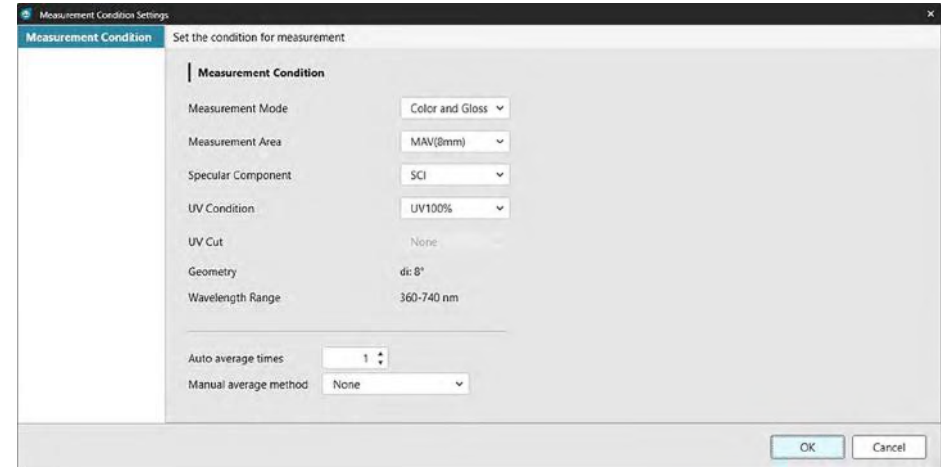 Measurement Condition Settings
Measurement Condition
Set the condition for measurement
Measurement Condition
Measurement Mode Color and Gloss
Measurement Area MAV(8mm)
Specular Component SCI
UV Condition UV100%
UV Cut None
Geometry di: 8°
Wavelength Range 360-740 nm
Auto average times 1
Manual average method None
OK Cancel